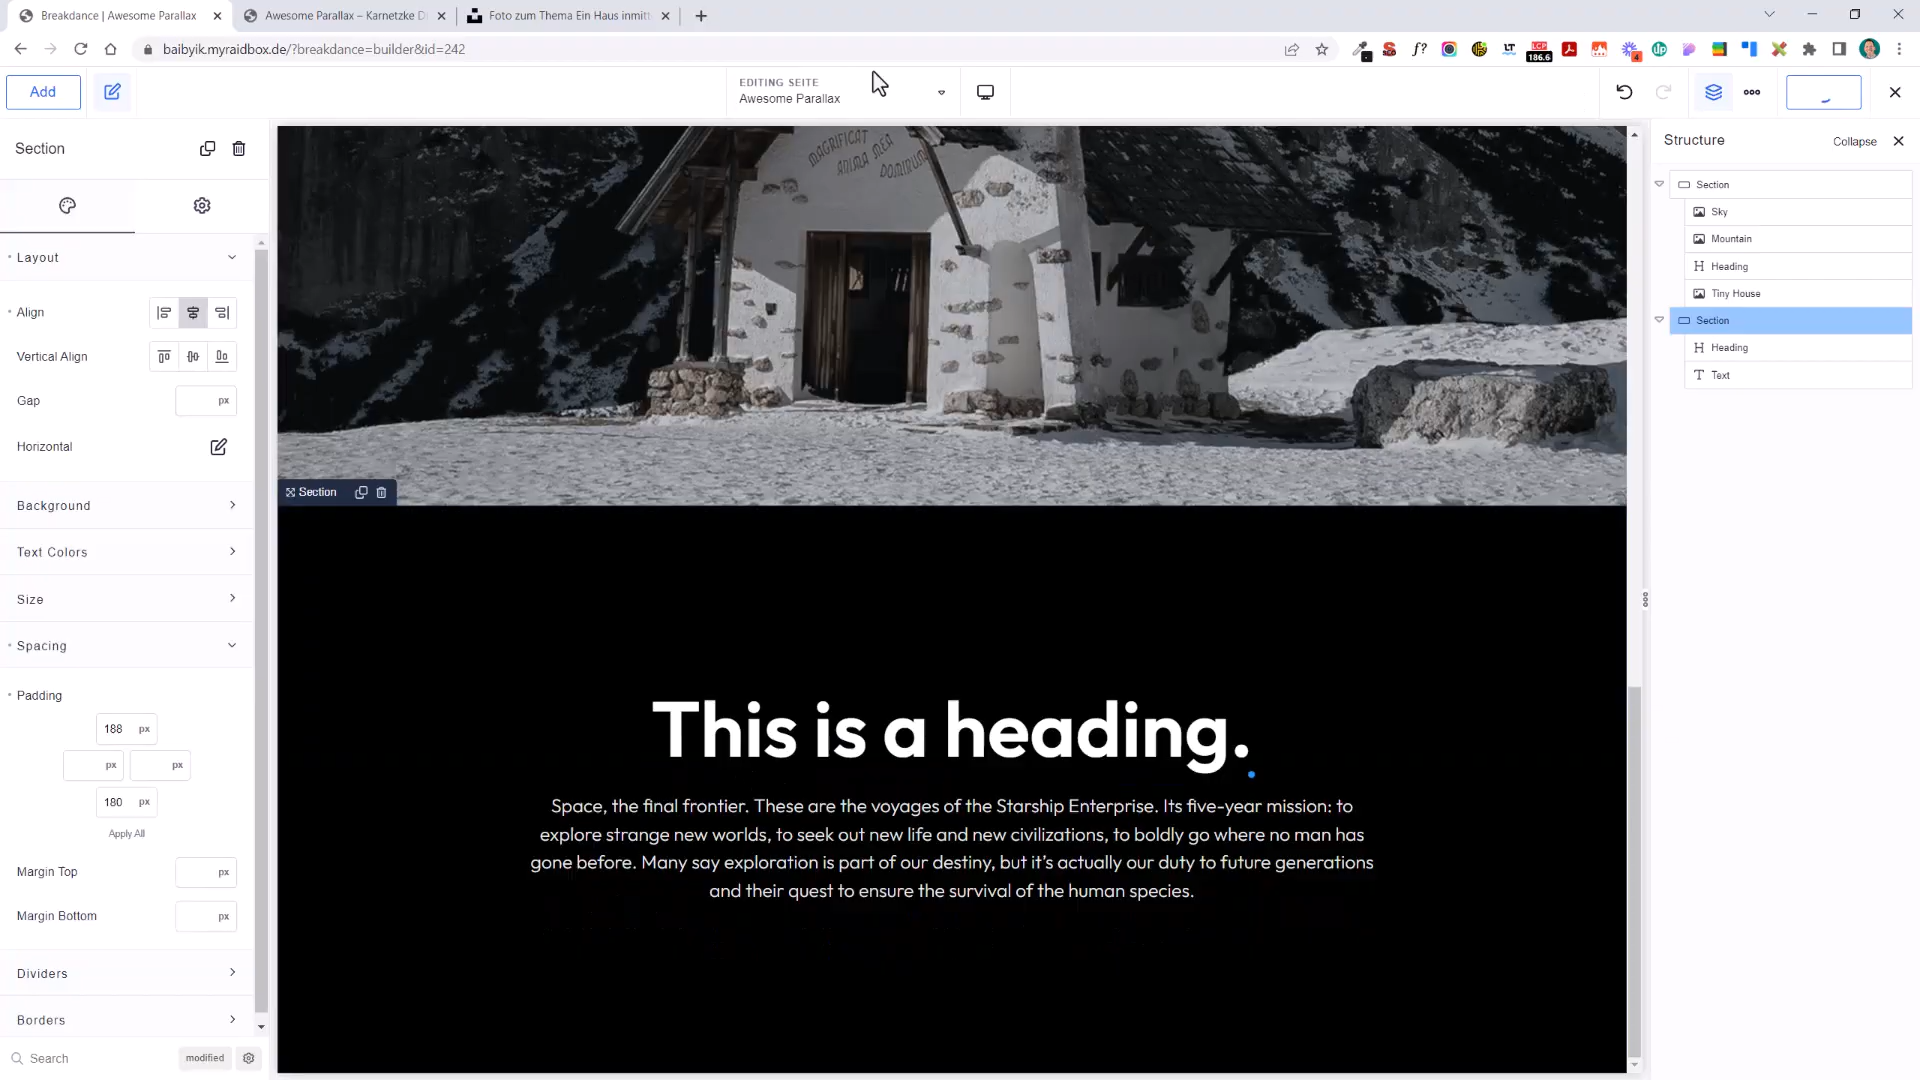 Breakdance | Awesome Parallax
Awesome Parallax – Karnetzke Di
Foto zum Thema Ein Haus inmitt
baibyik.myraidbox.de/?breakdance=builder&id=242
186.6
4
Add
EDITING SEITE
Awesome Parallax
Section
Layout
Align
Vertical Align
Gap
px
Horizontal
Background
Text Colors
Size
Spacing
Padding
188 px
px
px
180 px
Apply All
Margin Top
px
Margin Bottom
px
Dividers
Borders
Search
modified
MAGNIFICAT
ANIMA MEA
DOMINUM
Section
This is a heading.
Space, the final frontier. These are the voyages of the Starship Enterprise. Its five-year mission: to
explore strange new worlds, to seek out new life and new civilizations, to boldly go where no man has
gone before. Many say exploration is part of our destiny, but it's actually our duty to future generations
and their quest to ensure the survival of the human species.
Structure
Collapse
Section
Sky
Mountain
Heading
Tiny House
Section
Heading
Text